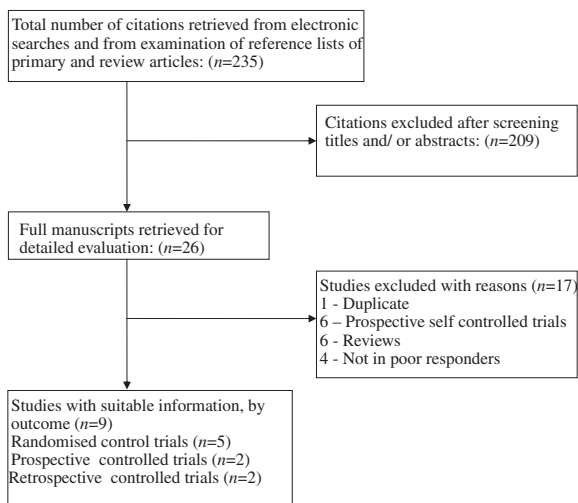 Total number of citations retrieved from electronic
searches and from examination of reference lists of
primary and review articles: (n=235)
Citations excluded after screening
titles and/ or abstracts: (n=209)
Full manuscripts retrieved for
detailed evaluation: (n=26)
Studies excluded with reasons (n=17)
1 - Duplicate
6 – Prospective self controlled trials
6 - Reviews
4 - Not in poor responders
Studies with suitable information, by
outcome (n=9)
Randomised control trials (n=5)
Prospective controlled trials (n=2)
Retrospective controlled trials (n=2)